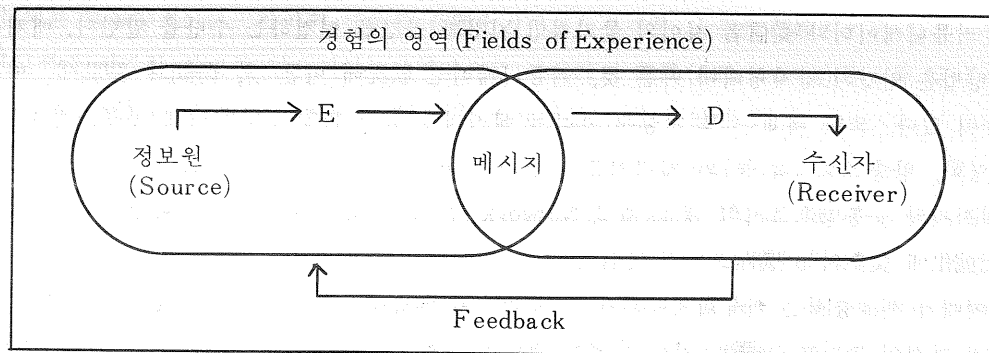 경험의 영역(Fields of Experience)
E
D
정보원
(Source)
메시지
수신자
(Receiver)
Feedback